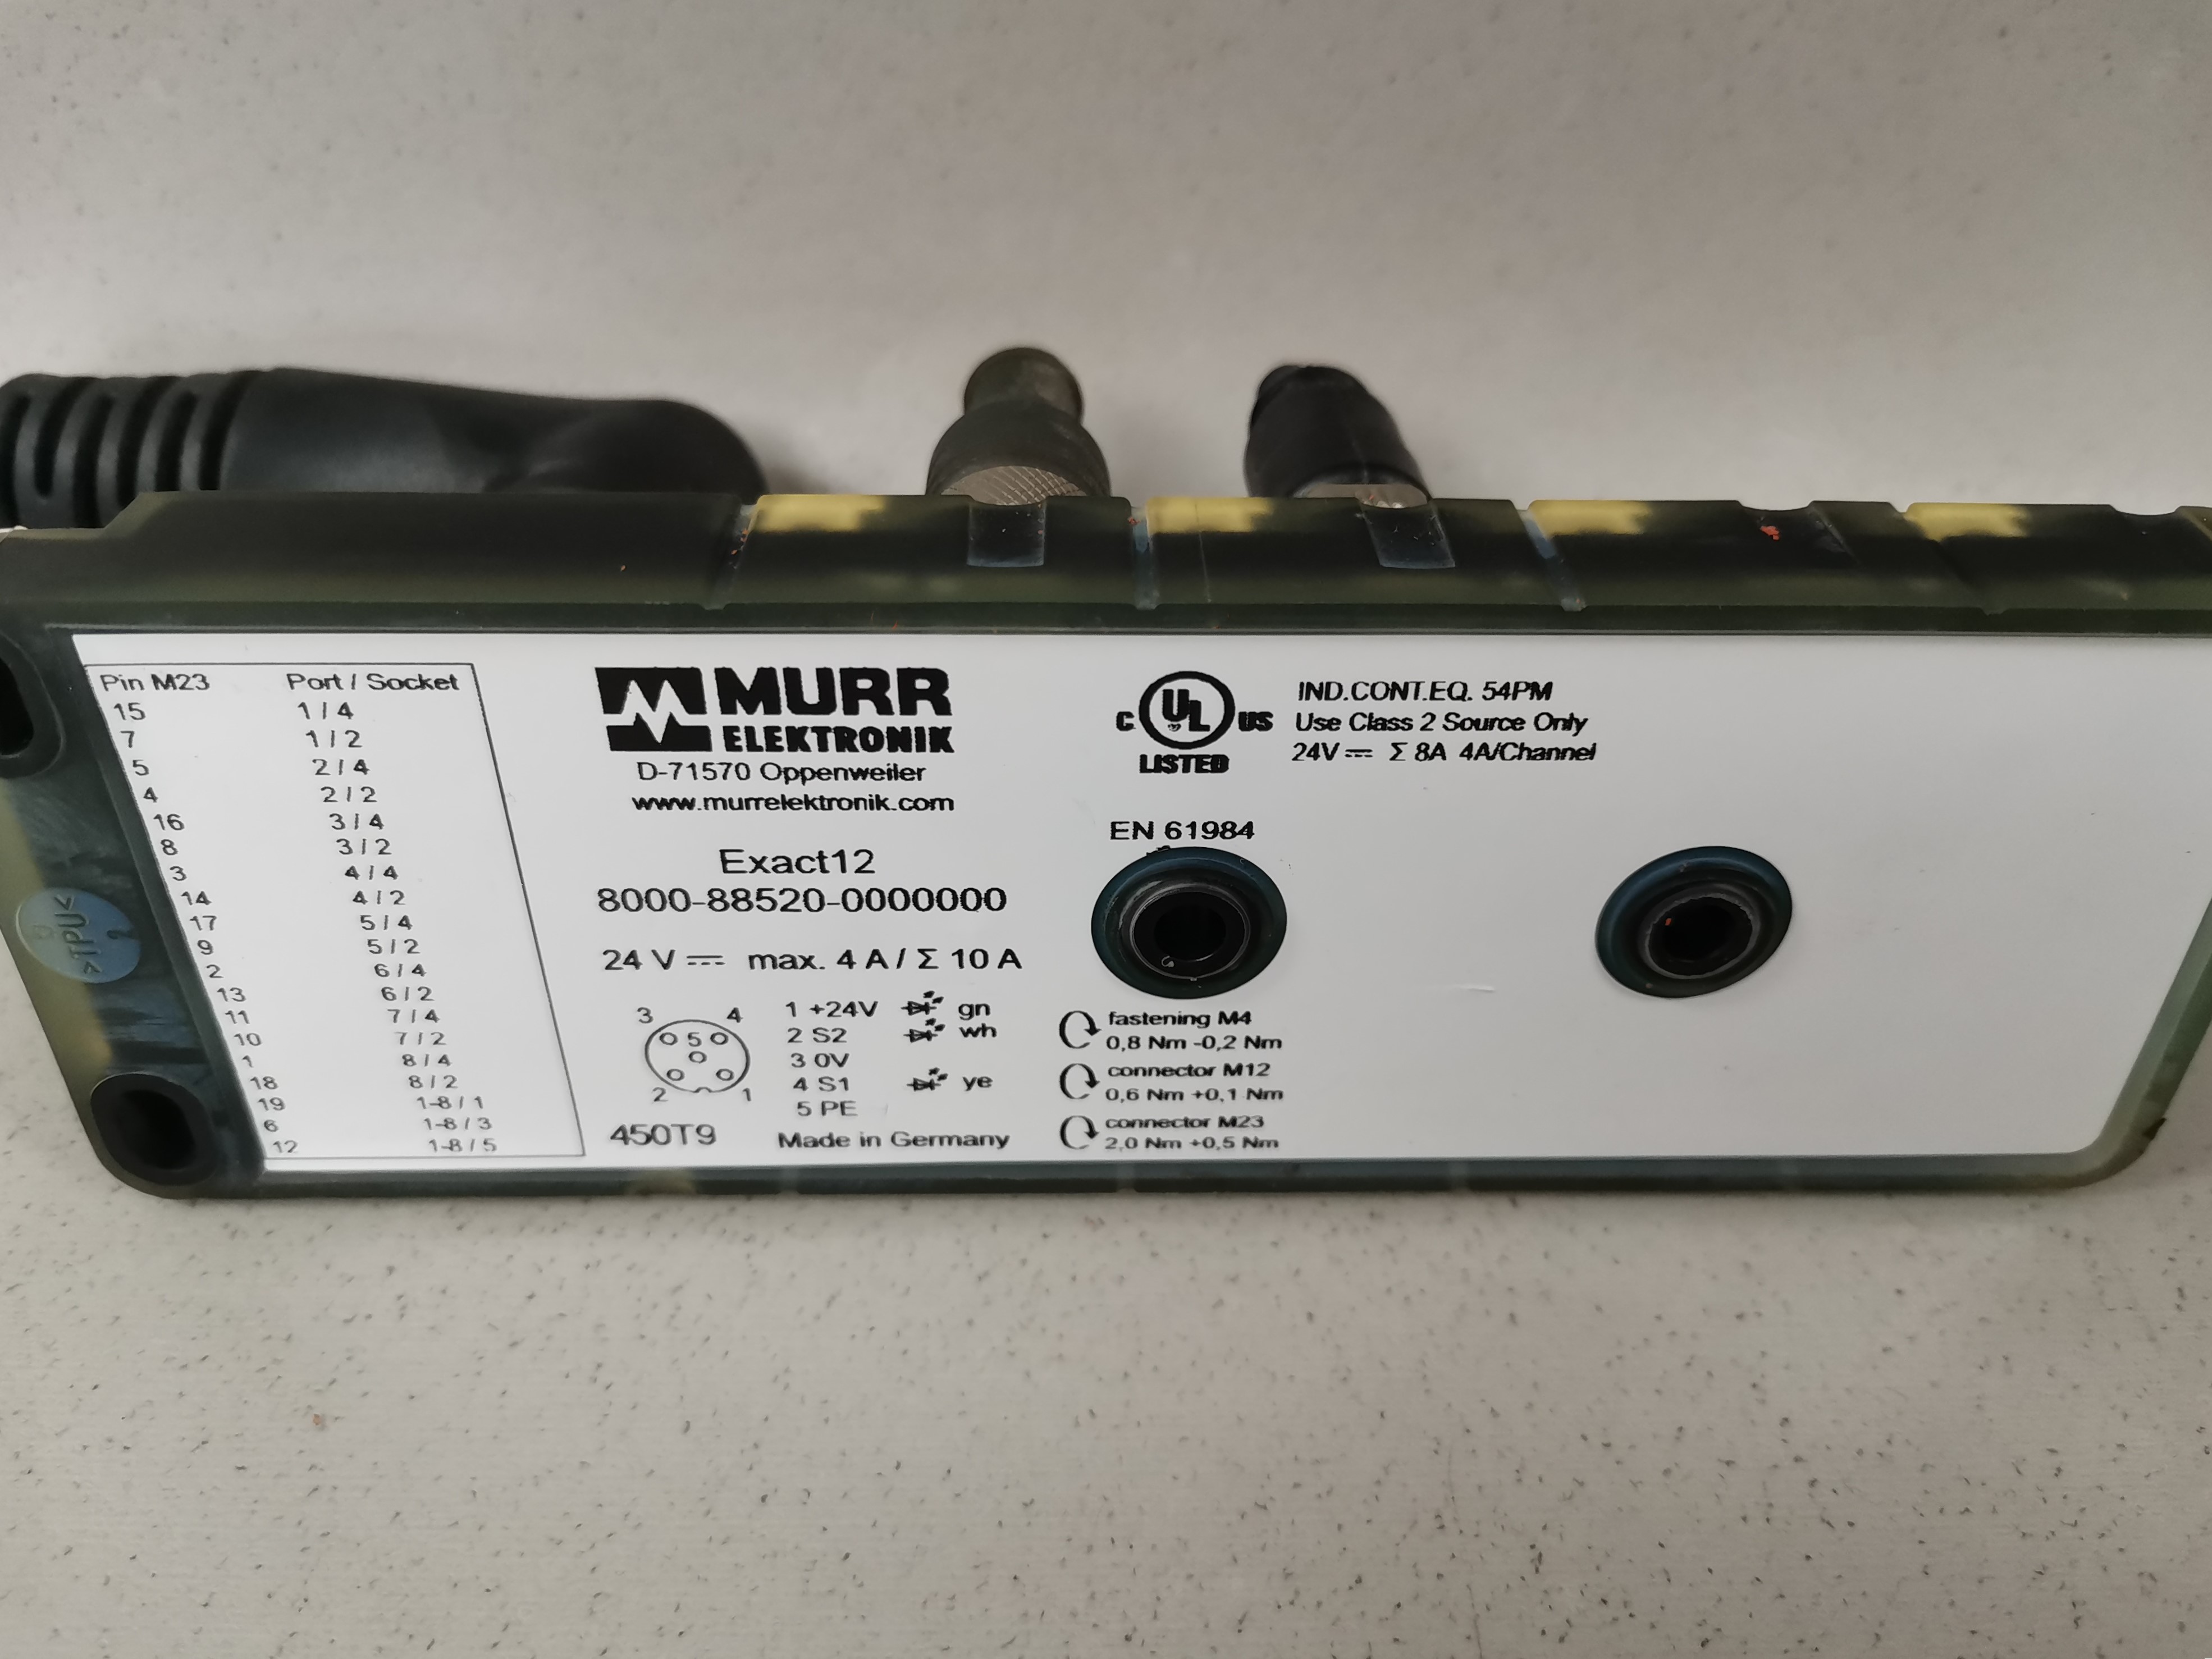 Pin M23 Port / Socket
15 1 / 4
7 1 / 2
5 2 / 4
4 2 / 2
16 3 / 4
8 3 / 2
3 4 / 4
14 4 / 2
17 5 / 4
9 5 / 2
2 6 / 4
13 6 / 2
11 7 / 4
10 7 / 2
1 8 / 4
18 8 / 2
19 1-8 / 1
6 1-8 / 3
12 1-8 / 5
>TPU<
MURR
ELEKTRONIK
D-71570 Oppenweiler
www.murrelektronik.com
Exact12
8000-88520-0000000
24 V ⎓ max. 4 A / Σ 10 A
3 4
5
2 1
1 +24V gn
2 S2 wh
3 0V
4 S1 ye
5 PE
450T9 Made in Germany
C UL US
LISTED
IND.CONT.EQ. 54PM
Use Class 2 Source Only
24V ⎓ Σ 8A 4A/Channel
EN 61984
fastening M4
0,8 Nm -0,2 Nm
connector M12
0,6 Nm +0,1 Nm
connector M23
2,0 Nm +0,5 Nm